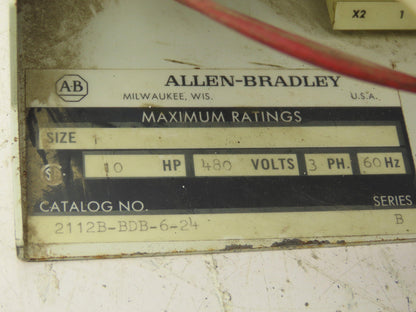 X2 1
A-B ALLEN-BRADLEY
MILWAUKEE, WIS. U.S.A.
MAXIMUM RATINGS
SIZE 1
10 HP 480 VOLTS 3 PH. 60 Hz
CATALOG NO. SERIES
2112B-BDB-6-24 B